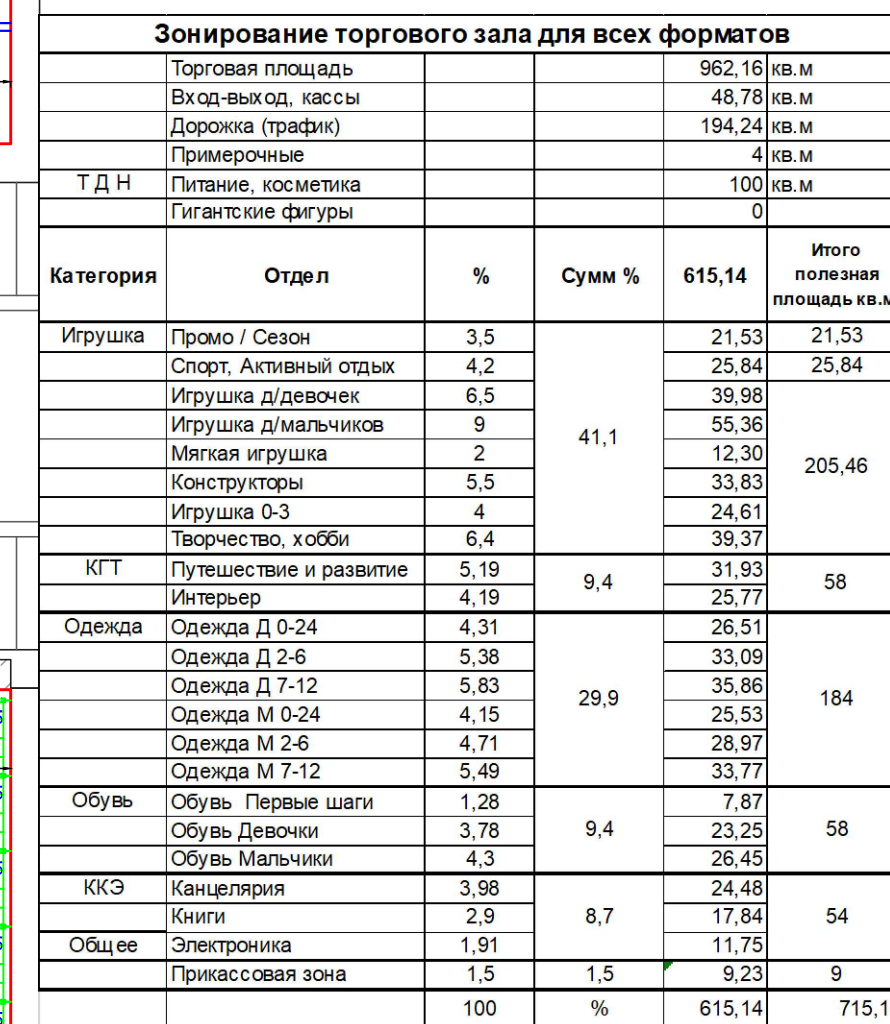 Зонирование торгового зала для всех форматов
Торговая площадь 962,16 кв.м
Вход-выход, кассы 48,78 кв.м
Дорожка (трафик) 194,24 кв.м
Примерочные 4 кв.м
Т Д Н Питание, косметика 100 кв.м
Гигантские фигуры 0
Категория Отдел % Сумм % 615,14 Итого полезная площадь кв.м
Игрушка Промо / Сезон 3,5 21,53 21,53
Спорт, Активный отдых 4,2 25,84 25,84
Игрушка д/девочек 6,5 39,98
Игрушка д/мальчиков 9 55,36
41,1
Мягкая игрушка 2 12,30
205,46
Конструкторы 5,5 33,83
Игрушка 0-3 4 24,61
Творчество, хобби 6,4 39,37
КГТ Путешествие и развитие 5,19 31,93
9,4 58
Интерьер 4,19 25,77
Одежда Одежда Д 0-24 4,31 26,51
Одежда Д 2-6 5,38 33,09
Одежда Д 7-12 5,83 35,86
29,9 184
Одежда М 0-24 4,15 25,53
Одежда М 2-6 4,71 28,97
Одежда М 7-12 5,49 33,77
Обувь Обувь Первые шаги 1,28 7,87
Обувь Девочки 3,78 9,4 23,25 58
Обувь Мальчики 4,3 26,45
ККЭ Канцелярия 3,98 24,48
Книги 2,9 8,7 17,84 54
Общее Электроника 1,91 11,75
Прикассовая зона 1,5 1,5 9,23 9
100 % 615,14 715,1